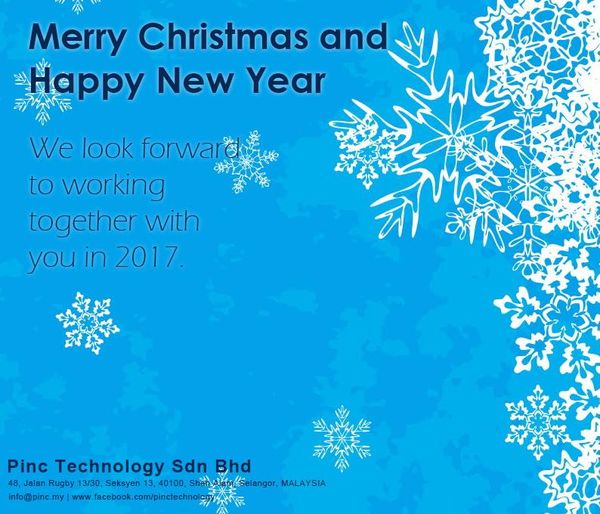 Merry Christmas and
Happy New Year
We look forward
to working
together with
you in 2017.
Pinc Technology Sdn Bhd
48, Jalan Rugby 13/30, Seksyen 13, 40100, Shah Alam, Selangor, MALAYSIA
info@pinc.my | www.facebook.com/pinctechnology